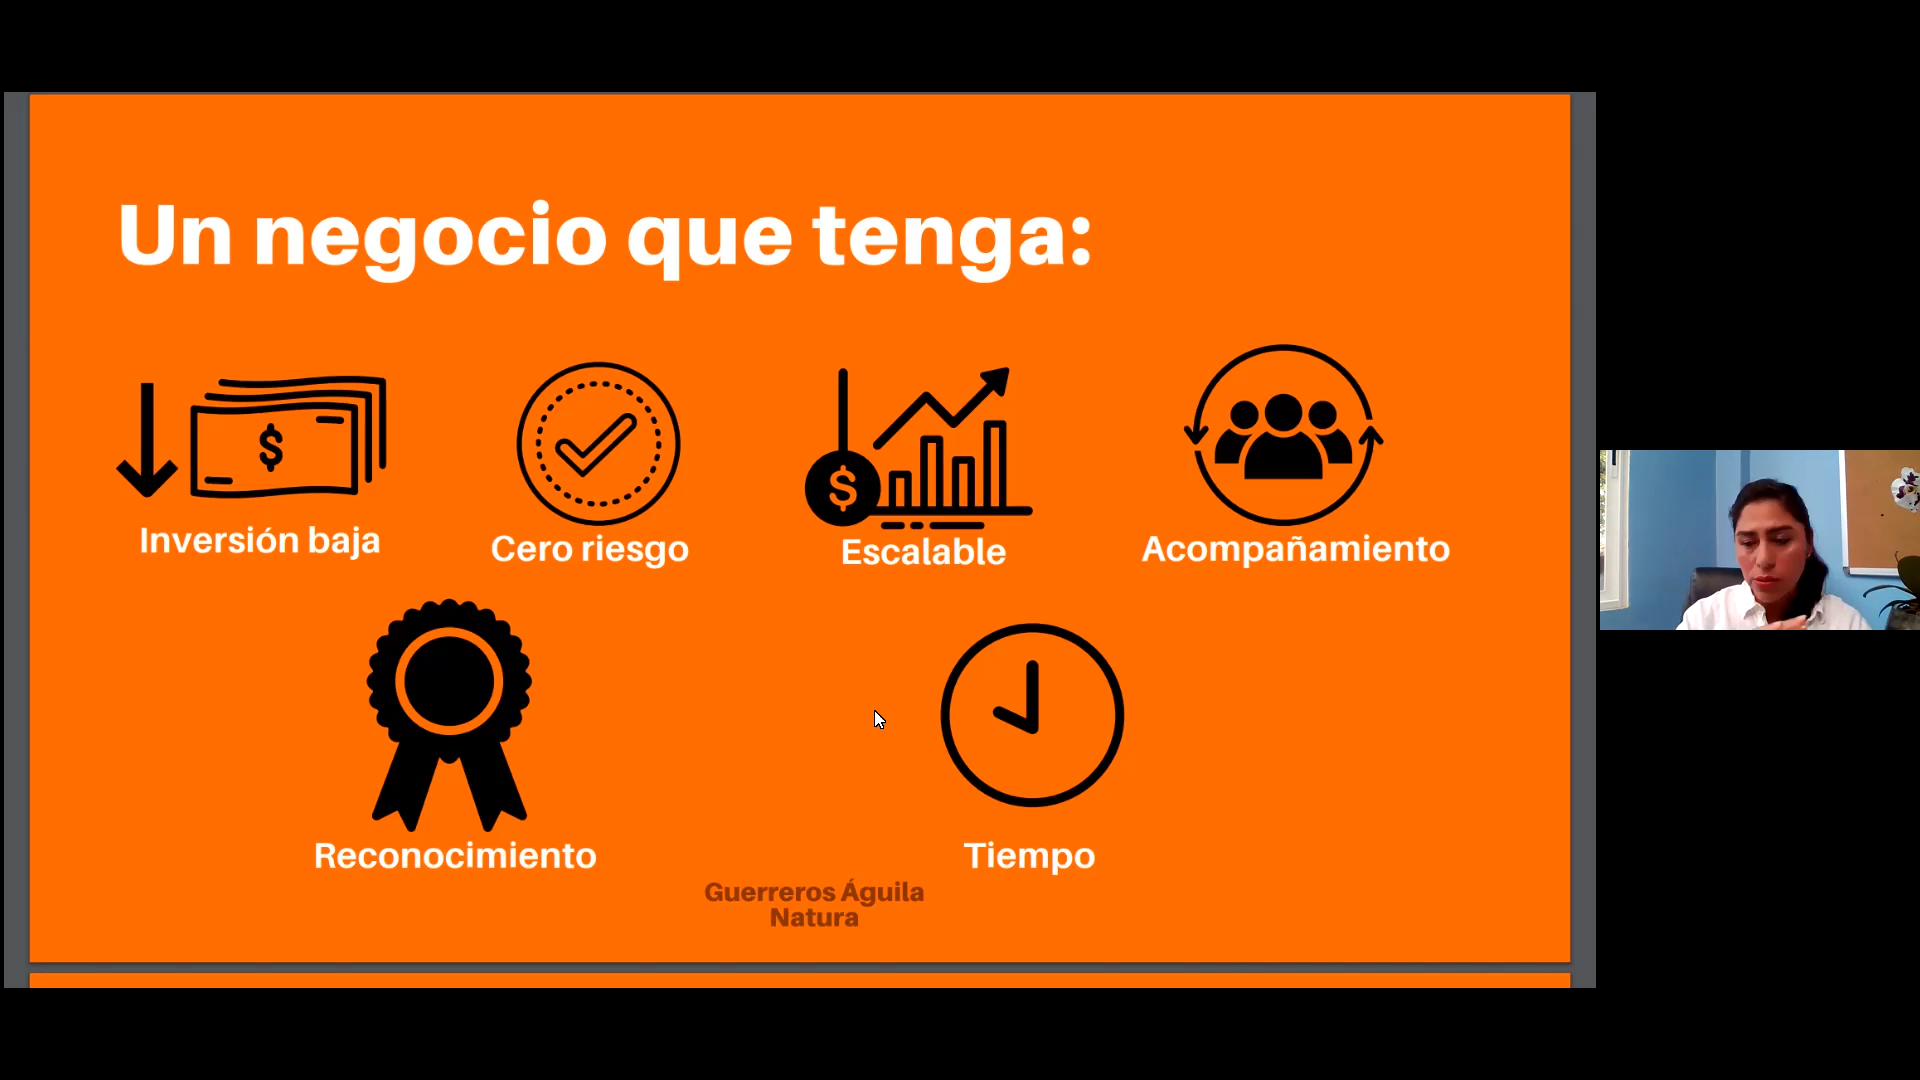 Un negocio que tenga:
Inversión baja
Cero riesgo
Escalable
Acompañamiento
Reconocimiento
Tiempo
Guerreros Águila
Natura